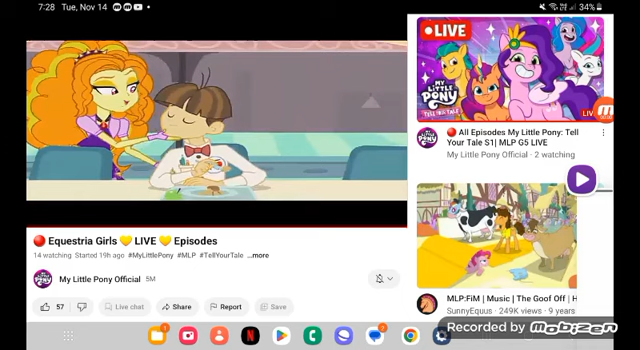 7:28 Tue, Nov 14
34%
LIVE
MY LITTLE PONY
TELL YOUR TALE
LIVE
All Episodes My Little Pony: Tell
Your Tale S1| MLP G5 LIVE
My Little Pony Official · 2 watching
Equestria Girls 💛 LIVE 💛 Episodes
14 watching Started 19h ago #MyLittlePony #MLP #TellYourTale ...more
My Little Pony Official 5M
57
Live chat
Share
Report
Save
MLP:FiM | Music | The Goof Off | H
SunnyEquus · 249K views · 9 years
Recorded by Mobizen